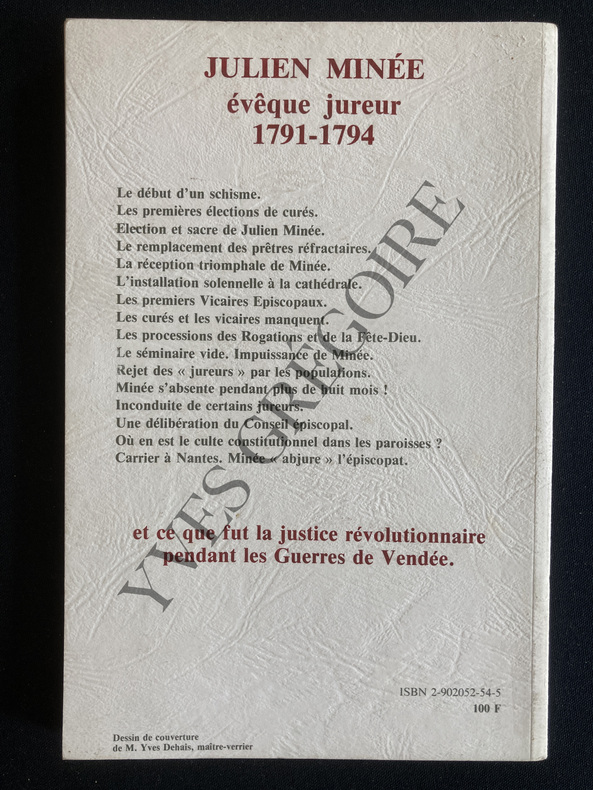 JULIEN MINÉE
évêque jureur
1791-1794
Le début d'un schisme.
Les premières élections de curés.
Election et sacre de Julien Minée.
Le remplacement des prêtres réfractaires.
La réception triomphale de Minée.
L'installation solennelle à la cathédrale.
Les premiers Vicaires Episcopaux.
Les curés et les vicaires manquent.
Les processions des Rogations et de la Fête-Dieu.
Le séminaire vide. Impuissance de Minée.
Rejet des « jureurs » par les populations.
Minée s'absente pendant plus de huit mois !
Inconduite de certains jureurs.
Une délibération du Conseil épiscopal.
Où en est le culte constitutionnel dans les paroisses ?
Carrier à Nantes. Minée « abjure » l'épiscopat.
et ce que fut la justice révolutionnaire
pendant les Guerres de Vendée.
ISBN 2-902052-54-5
100 F
Dessin de couverture
de M. Yves Dehais, maître-verrier
YVES GRÉGOIRE